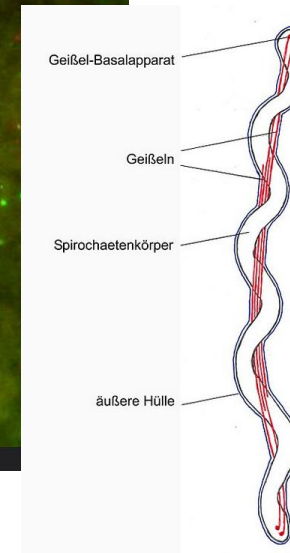 Geißel-Basalapparat
Geißeln
Spirochaetenkörper
äußere Hülle